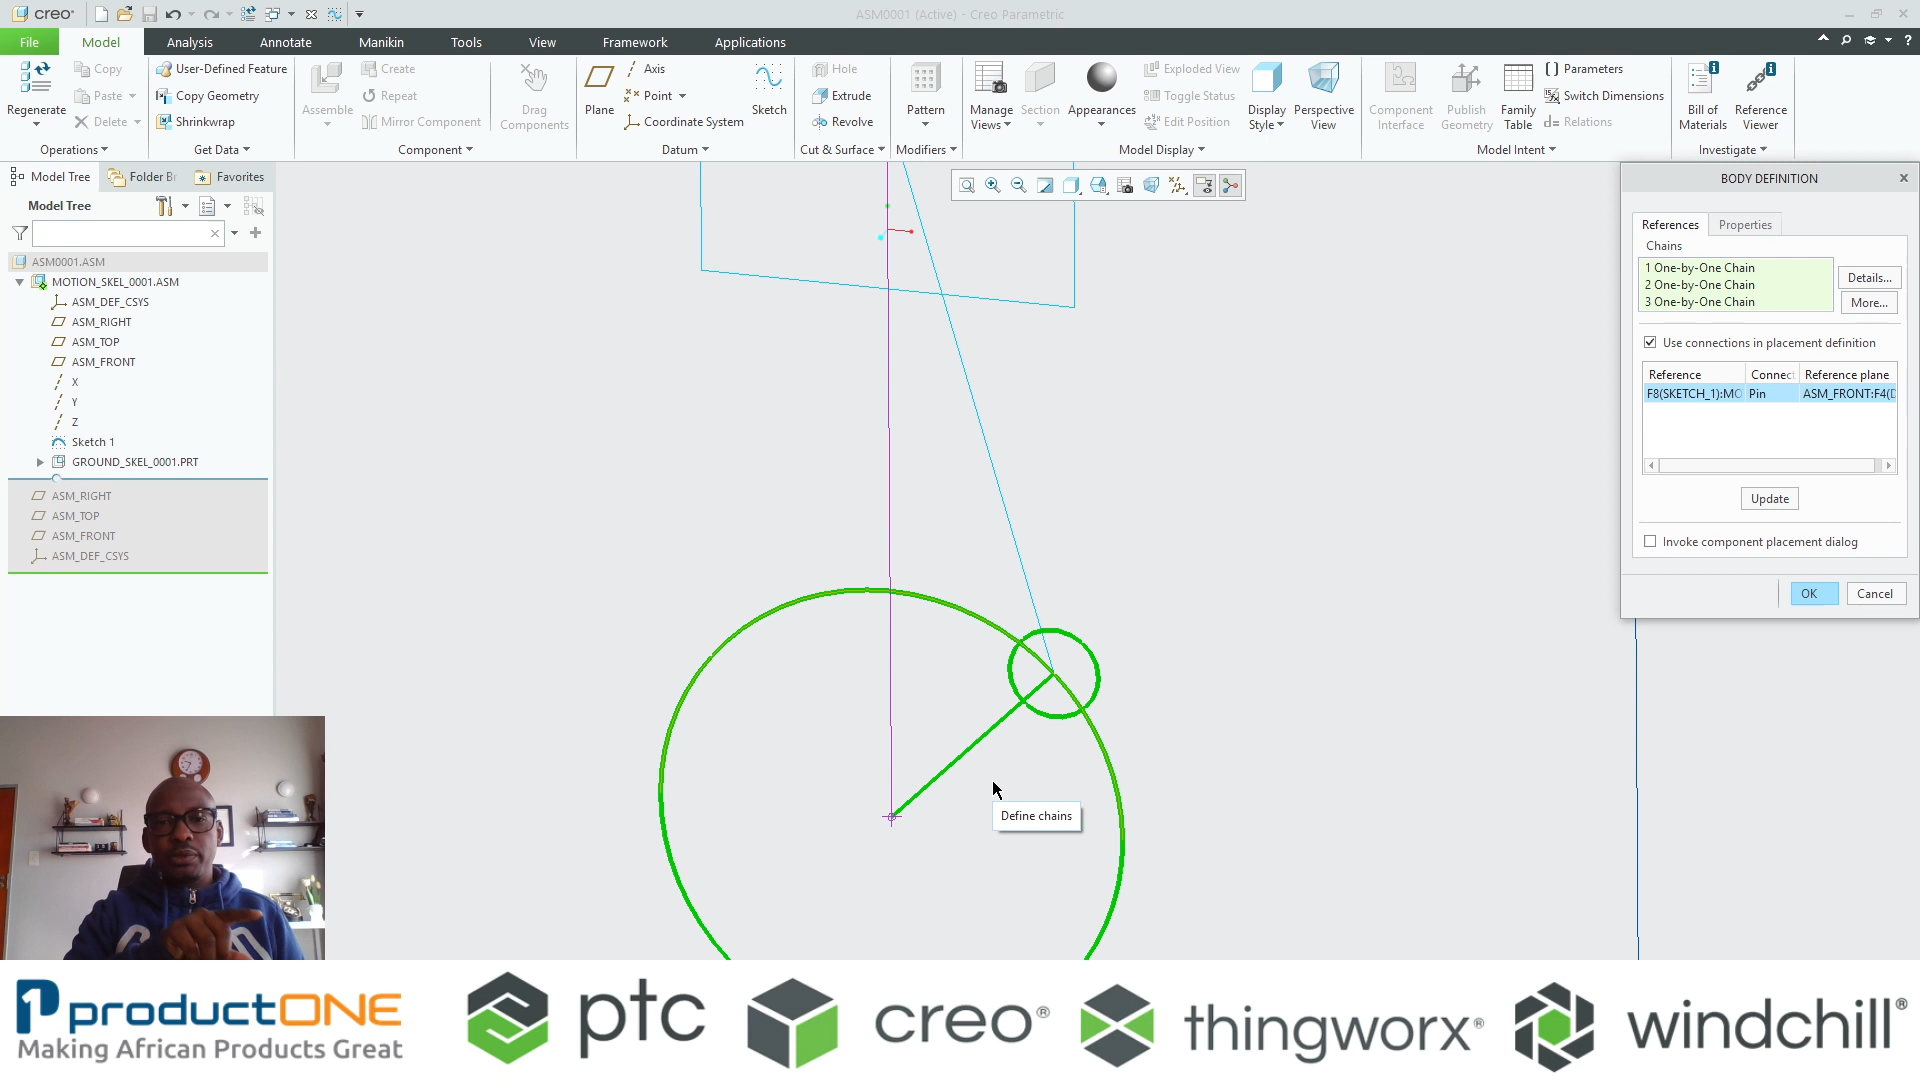 creo
ASM0001 (Active) - Creo Parametric
File Model Analysis Annotate Manikin Tools View Framework Applications
Regenerate
Copy
Paste
Delete
Operations
User-Defined Feature
Copy Geometry
Shrinkwrap
Get Data
Assemble
Create
Repeat
Mirror Component
Drag Components
Component
Plane
Axis
Point
Coordinate System
Sketch
Datum
Hole
Extrude
Revolve
Cut & Surface
Pattern
Modifiers
Manage Views
Section
Appearances
Exploded View
Toggle Status
Edit Position
Display Style
Perspective View
Model Display
Component Interface
Publish Geometry
Family Table
Parameters
Switch Dimensions
Relations
Model Intent
Bill of Materials
Reference Viewer
Investigate
Model Tree Folder Br Favorites
Model Tree
ASM0001.ASM
MOTION_SKEL_0001.ASM
ASM_DEF_CSYS
ASM_RIGHT
ASM_TOP
ASM_FRONT
X
Y
Z
Sketch 1
GROUND_SKEL_0001.PRT
ASM_RIGHT
ASM_TOP
ASM_FRONT
ASM_DEF_CSYS
Define chains
BODY DEFINITION
References Properties
Chains
1 One-by-One Chain
2 One-by-One Chain
3 One-by-One Chain
Details...
More...
Use connections in placement definition
Reference Connec Reference plane
F8(SKETCH_1):MO Pin ASM_FRONT:F4(D
Update
Invoke component placement dialog
OK Cancel
productONE
Making African Products Great
ptc
creo®
thingworx®
windchill®